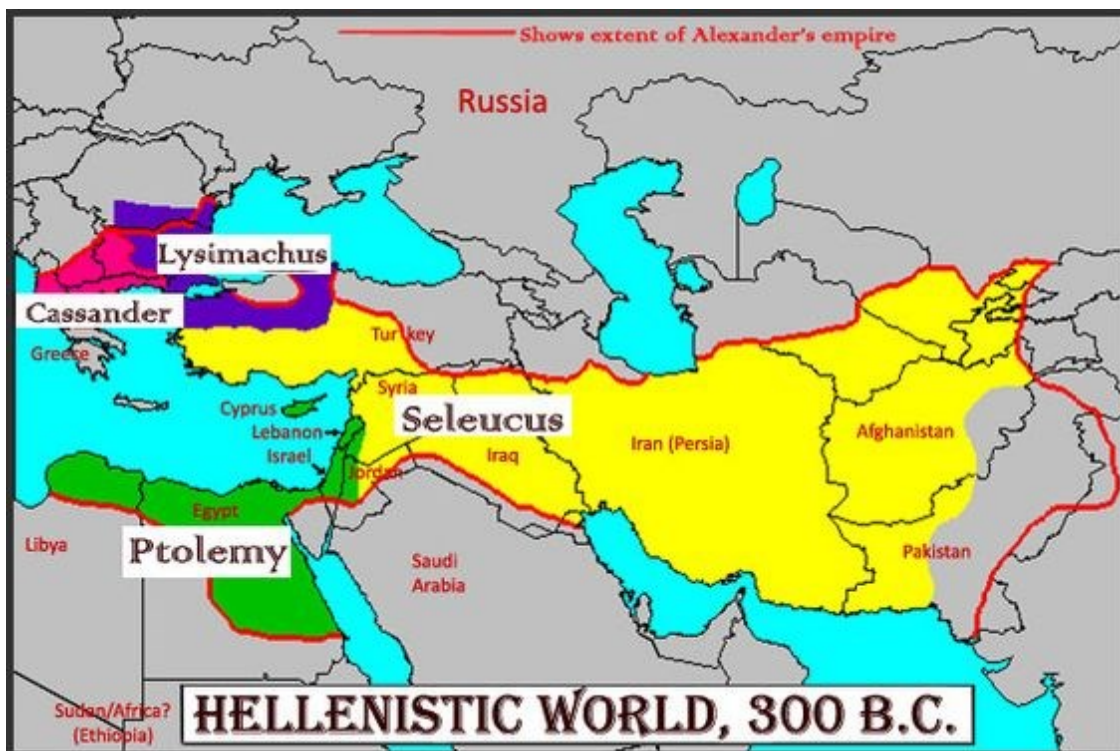 Shows extent of Alexander's empire
Russia
Lysimachus
Cassander
Greece
Turkey
Syria
Cyprus
Seleucus
Lebanon
Israel
Jordan
Iraq
Iran (Persia)
Afghanistan
Egypt
Ptolemy
Libya
Saudi
Arabia
Pakistan
Sudan/Africa?
(Ethiopia)
HELLENISTIC WORLD, 300 B.C.